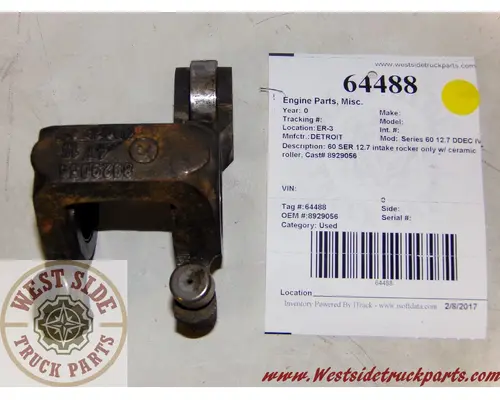 www.westsidetruckparts.com
64488
Engine Parts, Misc.
Year: 0
Make:
Tracking #:
Model:
Location: ER-3
Int. #:
Mnfctr.: DETROIT
Mod: Series 60 12.7 DDEC IV
Description: 60 SER 12.7 intake rocker only w/ ceramic
roller. Cast# 8929056
VIN:
0
Tag #:64488
Side:
OEM #:8929056
Serial #:
Category: Used
64488
Location
Inventory Powered By ITrack - www.isoftdata.com
2/8/2017
WEST SIDE
TRUCK PARTS
www.Westsidetruckparts.com